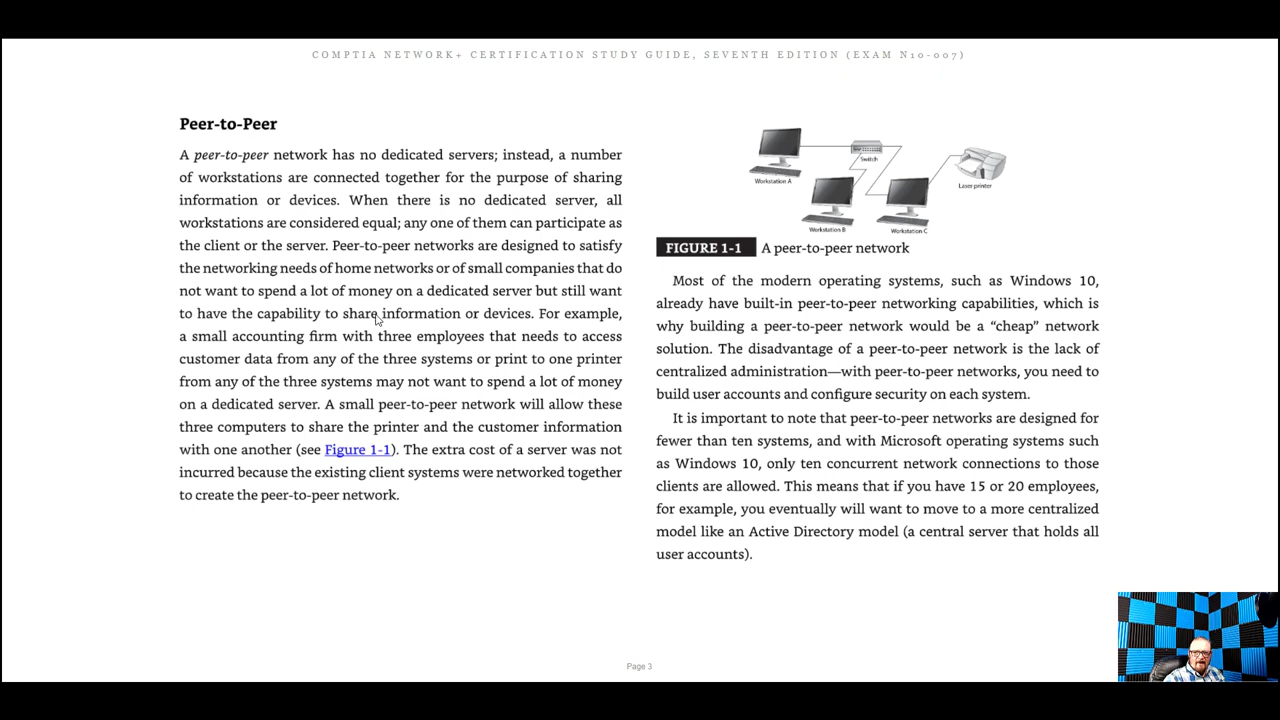 COMPTIA NETWORK+ CERTIFICATION STUDY GUIDE, SEVENTH EDITION (EXAM N10-007)
Peer-to-Peer
A peer-to-peer network has no dedicated servers; instead, a number
of workstations are connected together for the purpose of sharing
information or devices. When there is no dedicated server, all
workstations are considered equal; any one of them can participate as
the client or the server. Peer-to-peer networks are designed to satisfy
the networking needs of home networks or of small companies that do
not want to spend a lot of money on a dedicated server but still want
to have the capability to share information or devices. For example,
a small accounting firm with three employees that needs to access
customer data from any of the three systems or print to one printer
from any of the three systems may not want to spend a lot of money
on a dedicated server. A small peer-to-peer network will allow these
three computers to share the printer and the customer information
with one another (see Figure 1-1). The extra cost of a server was not
incurred because the existing client systems were networked together
to create the peer-to-peer network.
Switch
Workstation A
Laser printer
Workstation B
Workstation C
FIGURE 1-1 A peer-to-peer network
Most of the modern operating systems, such as Windows 10,
already have built-in peer-to-peer networking capabilities, which is
why building a peer-to-peer network would be a “cheap” network
solution. The disadvantage of a peer-to-peer network is the lack of
centralized administration—with peer-to-peer networks, you need to
build user accounts and configure security on each system.
It is important to note that peer-to-peer networks are designed for
fewer than ten systems, and with Microsoft operating systems such
as Windows 10, only ten concurrent network connections to those
clients are allowed. This means that if you have 15 or 20 employees,
for example, you eventually will want to move to a more centralized
model like an Active Directory model (a central server that holds all
user accounts).
Page 3